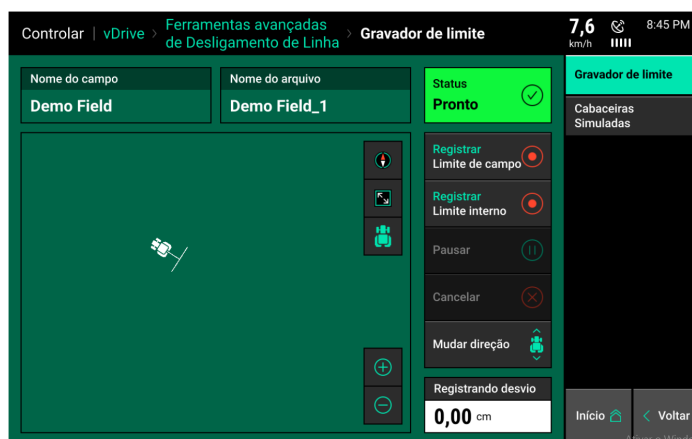 Controlar | vDrive > Ferramentas avançadas de Desligamento de Linha > Gravador de limite
7,6
km/h
8:45 PM
Nome do campo
Demo Field
Nome do arquivo
Demo Field_1
Status
Pronto
Registrar
Limite de campo
Registrar
Limite interno
Pausar
Cancelar
Mudar direção
Registrando desvio
0,00 cm
Gravador de limite
Cabaceiras
Simuladas
Início
< Voltar